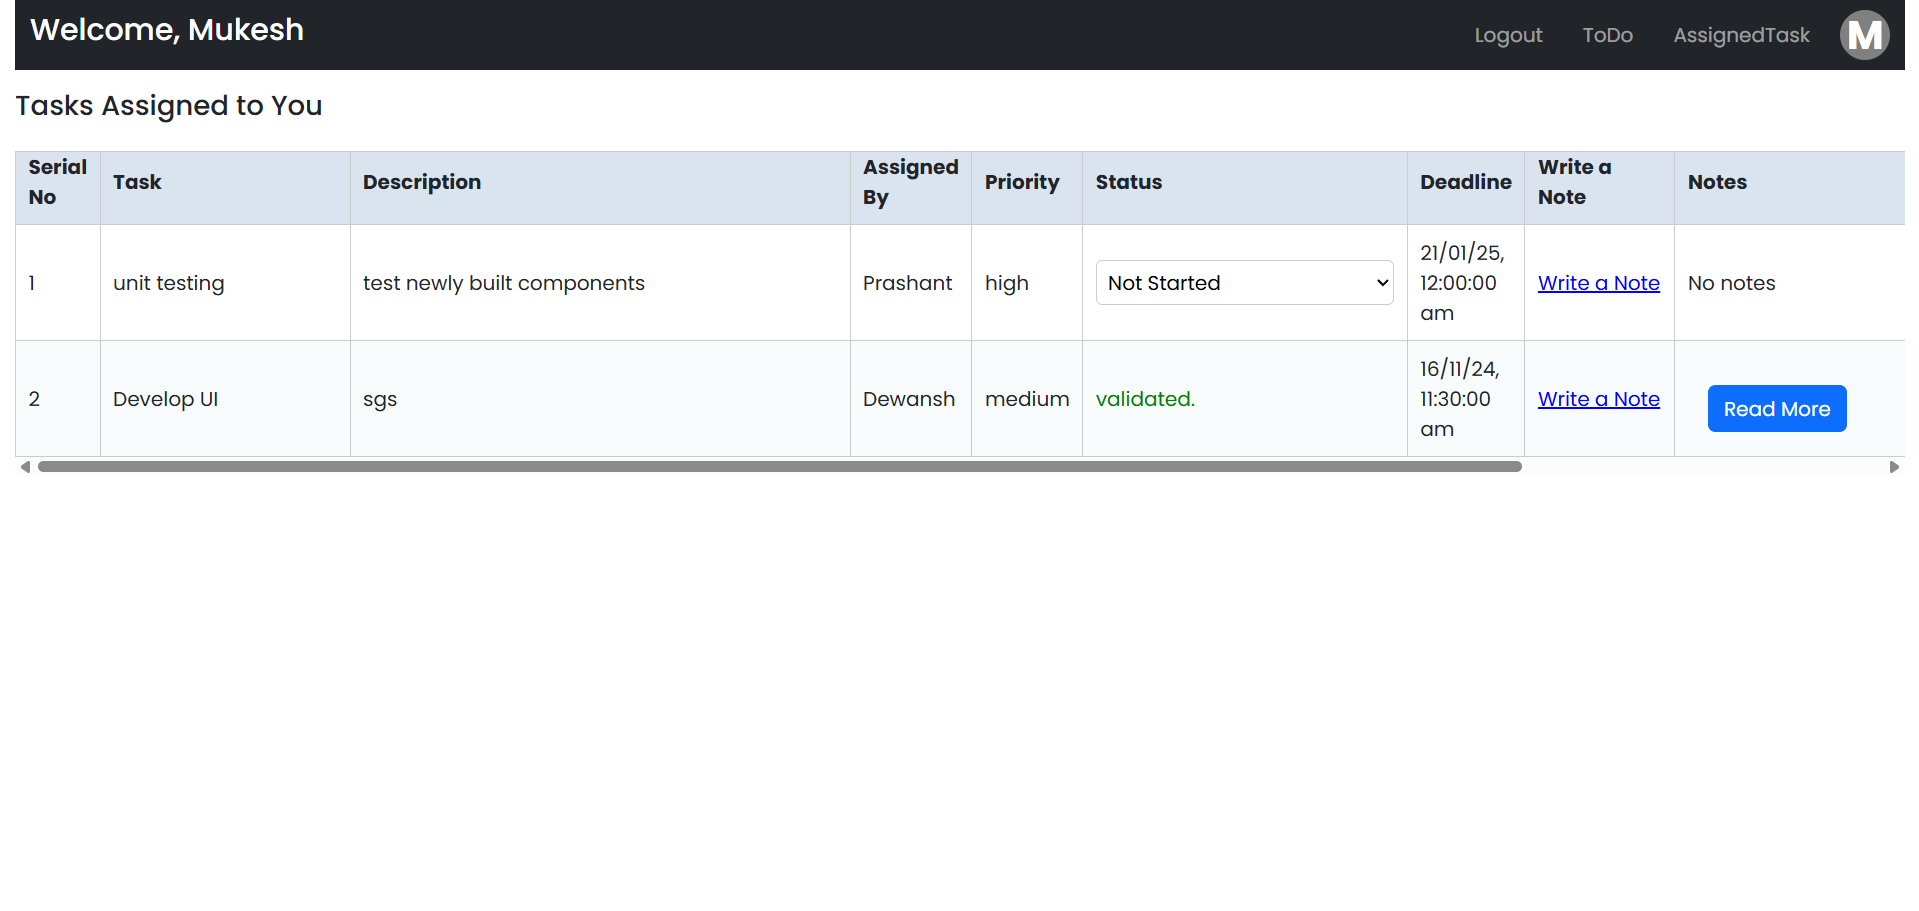 Welcome, Mukesh
Logout ToDo AssignedTask M
Tasks Assigned to You
Serial No Task Description Assigned By Priority Status Deadline Write a Note Notes
1 unit testing test newly built components Prashant high Not Started 21/01/25, 12:00:00 am Write a Note No notes
2 Develop UI sgs Dewansh medium validated. 16/11/24, 11:30:00 am Write a Note Read More